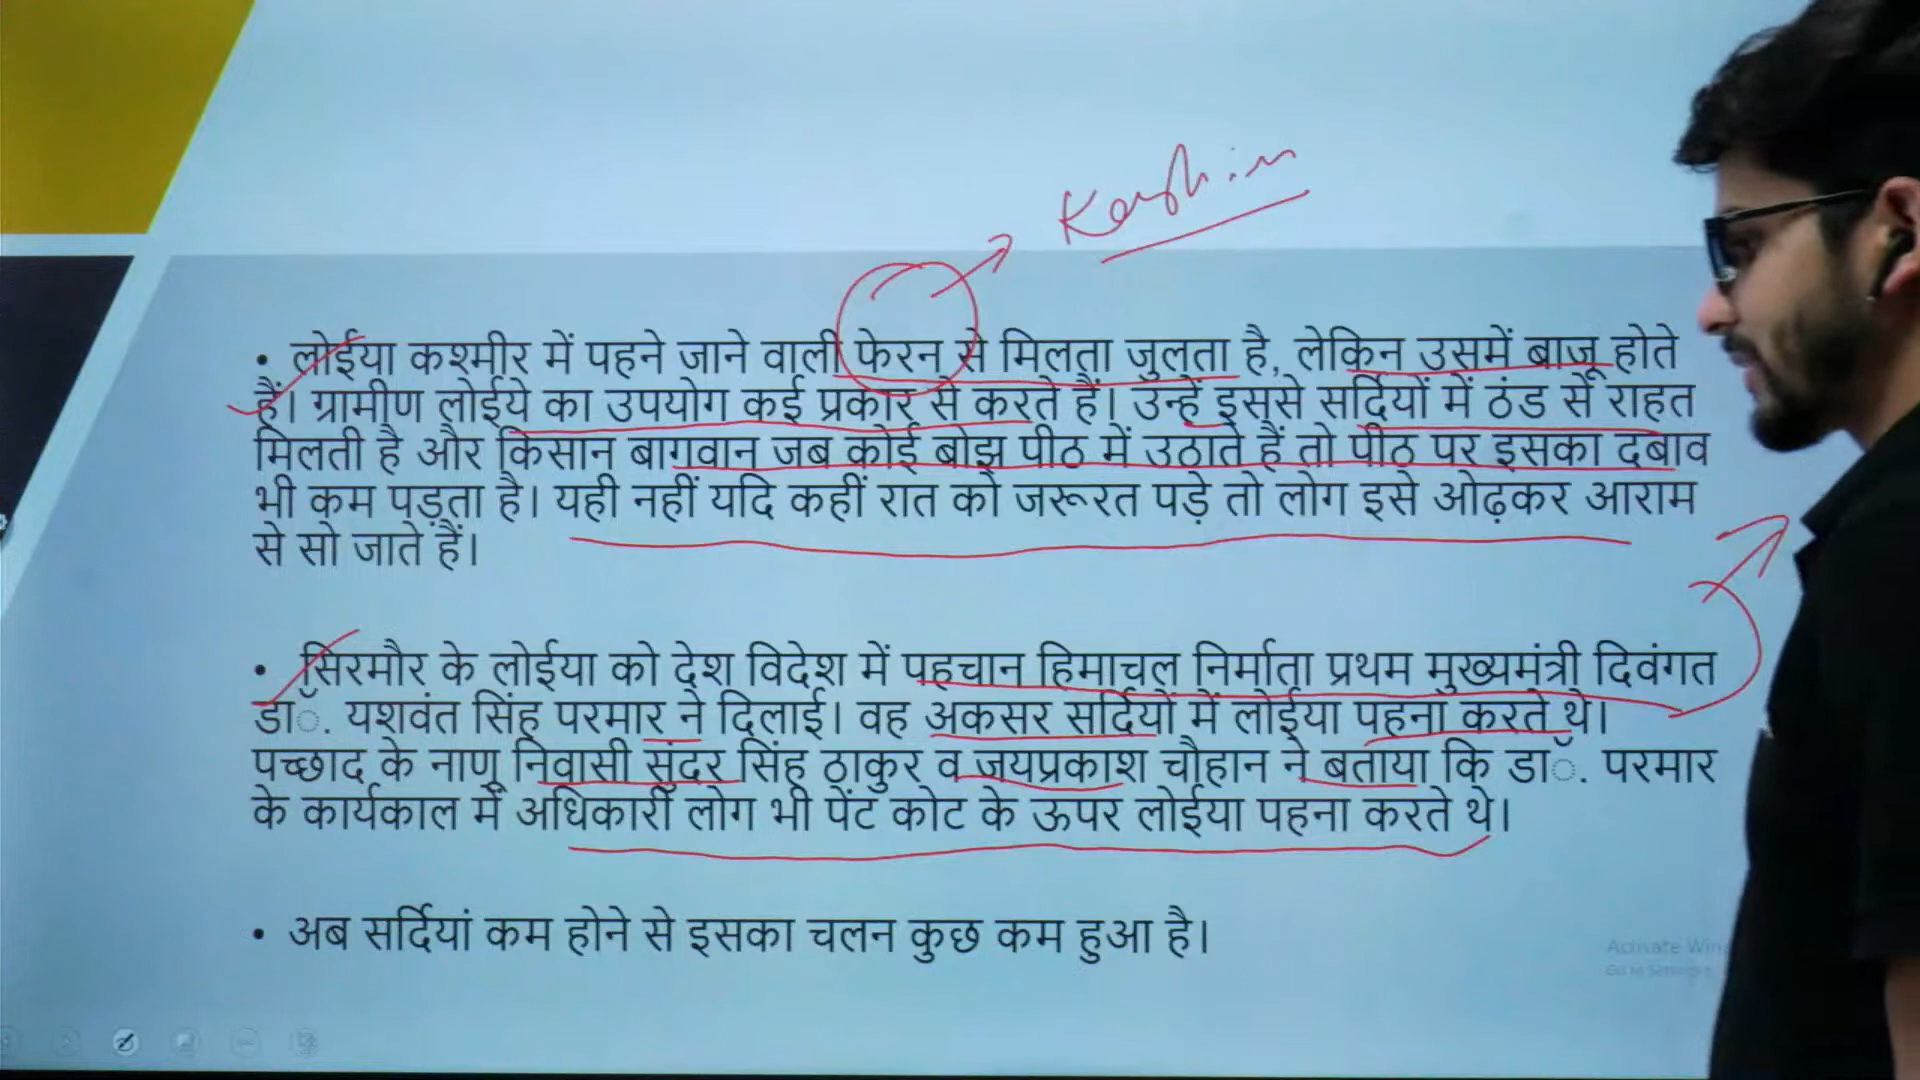 Kashmir
• लोईया कश्मीर में पहने जाने वाली फेरन से मिलता जुलता है, लेकिन उसमें बाजू होते
हैं। ग्रामीण लोईये का उपयोग कई प्रकार से करते हैं। उन्हें इससे सर्दियों में ठंड से राहत
मिलती है और किसान बागवान जब कोई बोझ पीठ में उठाते हैं तो पीठ पर इसका दबाव
भी कम पड़ता है। यही नहीं यदि कहीं रात को जरूरत पड़े तो लोग इसे ओढ़कर आराम
से सो जाते हैं।
• सिरमौर के लोईया को देश विदेश में पहचान हिमाचल निर्माता प्रथम मुख्यमंत्री दिवंगत
डाॅ. यशवंत सिंह परमार ने दिलाई। वह अकसर सर्दियों में लोईया पहना करते थे।
पच्छाद के नाणू निवासी सुंदर सिंह ठाकुर व जयप्रकाश चौहान ने बताया कि डाॅ. परमार
के कार्यकाल में अधिकारी लोग भी पेंट कोट के ऊपर लोईया पहना करते थे।
• अब सर्दियां कम होने से इसका चलन कुछ कम हुआ है।
Activate Win